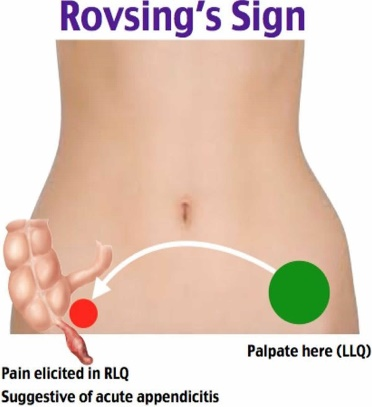 Rovsing's Sign
Palpate here (LLQ)
Pain elicited in RLQ
Suggestive of acute appendicitis